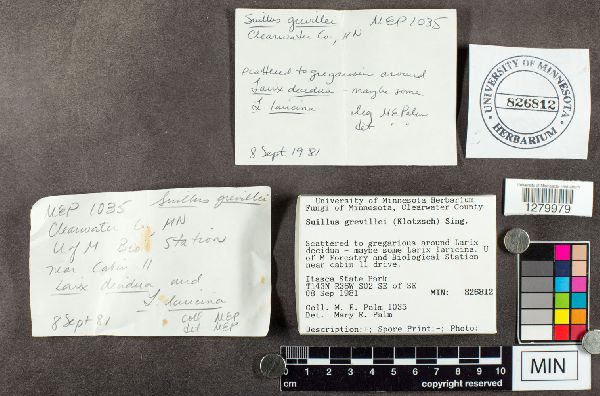 Suillus grevillei MEP 1035
Clearwater Co., MN
scattered to gregarious around
Larix decidua - maybe some
L laricina
leg MEPalm
det " "
8 Sept 1981
UNIVERSITY OF MINNESOTA
826812
HERBARIUM
University of Minnesota Herbarium
1279979
MEP 1035 Suillus grevillei
Clearwater Co, MN
U of M Biol Station
near Cabin 11
Larix decidua and
L. laricina
8 Sept 81
coll MEP
det MEP
University of Minnesota Herbarium
Fungi of Minnesota, Clearwater County
Suillus grevillei (Klotzsch) Sing.
Scattered to gregarious around Larix
decidua - maybe some Larix laricina. U
of M Forestry and Biological Station
near cabin 11 drive.
Itasca State Park
T143N R36W S02 SE of SE
08 Sep 1981 MIN: 826812
Coll. M. E. Palm 1035
Det. Mary E. Palm
Description:-; Spore Print:-; Photo:
cm 1 2 3 4 5 6 7 8 9 10
copyright reserved
MIN